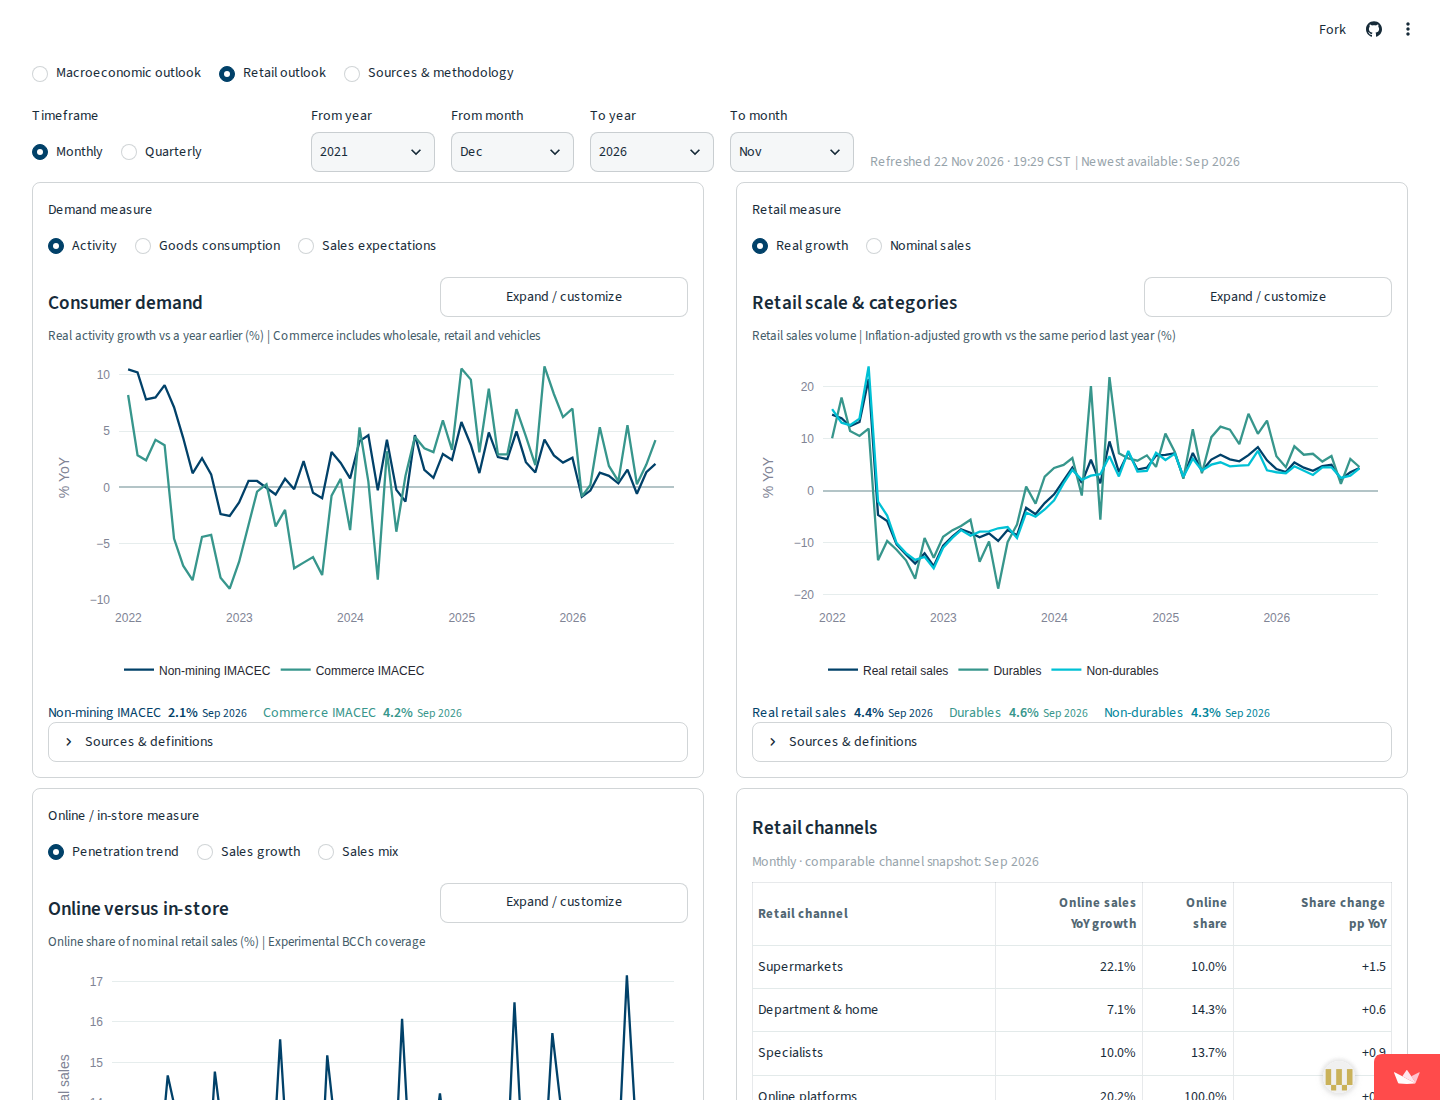 Fork
Macroeconomic outlook Retail outlook Sources & methodology
Timeframe From year From month To year To month
Monthly Quarterly 2021 Dec 2026 Nov
Refreshed 22 Nov 2026 · 19:29 CST | Newest available: Sep 2026
Demand measure
Activity Goods consumption Sales expectations
Consumer demand
Expand / customize
Real activity growth vs a year earlier (%) | Commerce includes wholesale, retail and vehicles
10
5
0
−5
−10
% YoY
2022 2023 2024 2025 2026
Non-mining IMACEC Commerce IMACEC
Non-mining IMACEC 2.1% Sep 2026 Commerce IMACEC 4.2% Sep 2026
Sources & definitions
Retail measure
Real growth Nominal sales
Retail scale & categories
Expand / customize
Retail sales volume | Inflation-adjusted growth vs the same period last year (%)
20
10
0
−10
−20
% YoY
2022 2023 2024 2025 2026
Real retail sales Durables Non-durables
Real retail sales 4.4% Sep 2026 Durables 4.6% Sep 2026 Non-durables 4.3% Sep 2026
Sources & definitions
Online / in-store measure
Penetration trend Sales growth Sales mix
Online versus in-store
Expand / customize
Online share of nominal retail sales (%) | Experimental BCCh coverage
17
16
15
sales
Retail channels
Monthly · comparable channel snapshot: Sep 2026
Retail channel Online sales YoY growth Online share Share change pp YoY
Supermarkets 22.1% 10.0% +1.5
Department & home 7.1% 14.3% +0.6
Specialists 10.0% 13.7% +0.9
Online platforms 20.2% 100.0%